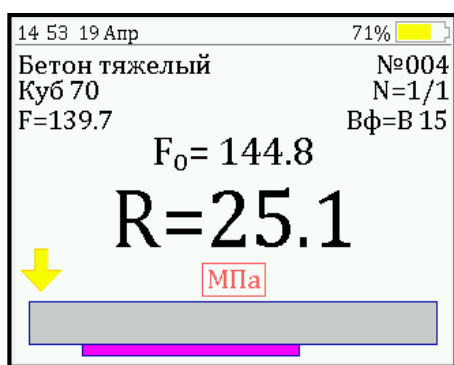 14 53 19 Апр 71%
Бетон тяжелый №004
Куб 70 N=1/1
F=139.7 Вф=В 15
F₀= 144.8
R=25.1
МПа